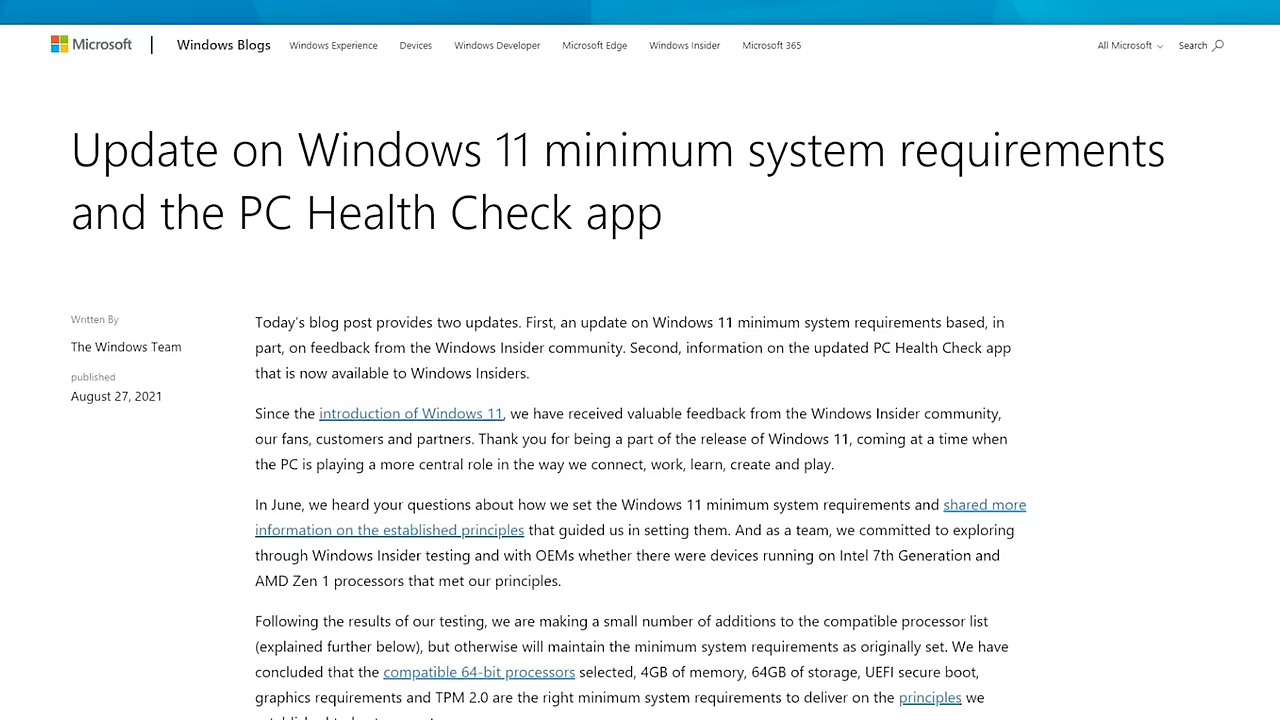 Microsoft Windows Blogs Windows Experience Devices Windows Developer Microsoft Edge Windows Insider Microsoft 365 All Microsoft Search
Update on Windows 11 minimum system requirements
and the PC Health Check app
Written By
The Windows Team
published
August 27, 2021
Today's blog post provides two updates. First, an update on Windows 11 minimum system requirements based, in
part, on feedback from the Windows Insider community. Second, information on the updated PC Health Check app
that is now available to Windows Insiders.
Since the introduction of Windows 11, we have received valuable feedback from the Windows Insider community,
our fans, customers and partners. Thank you for being a part of the release of Windows 11, coming at a time when
the PC is playing a more central role in the way we connect, work, learn, create and play.
In June, we heard your questions about how we set the Windows 11 minimum system requirements and shared more
information on the established principles that guided us in setting them. And as a team, we committed to exploring
through Windows Insider testing and with OEMs whether there were devices running on Intel 7th Generation and
AMD Zen 1 processors that met our principles.
Following the results of our testing, we are making a small number of additions to the compatible processor list
(explained further below), but otherwise will maintain the minimum system requirements as originally set. We have
concluded that the compatible 64-bit processors selected, 4GB of memory, 64GB of storage, UEFI secure boot,
graphics requirements and TPM 2.0 are the right minimum system requirements to deliver on the principles we